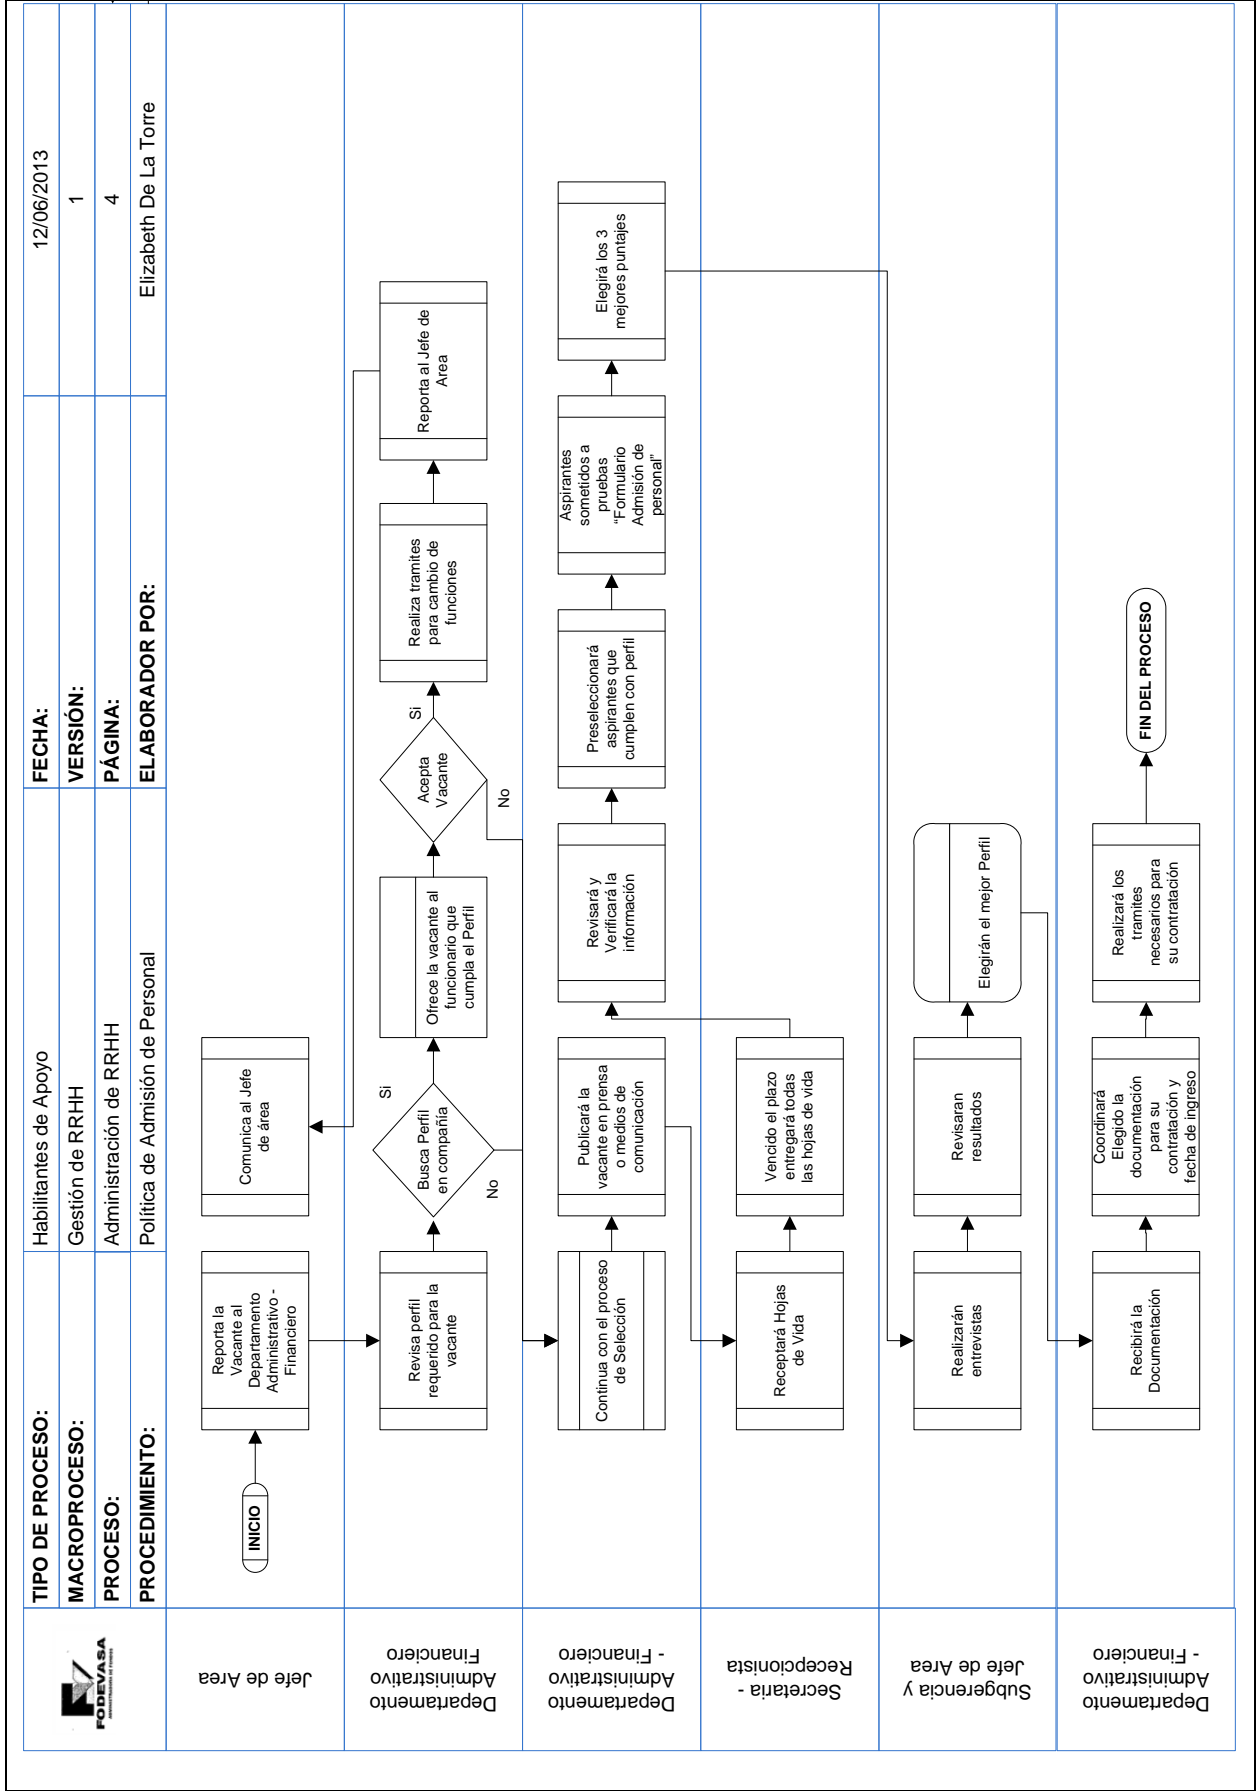 FODEVASA
TIPO DE PROCESO:
Habilitantes de Apoyo
FECHA:
12/06/2013
MACROPROCESO:
Gestión de RRHH
VERSIÓN:
1
PROCESO:
Administración de RRHH
PÁGINA:
4
PROCEDIMIENTO:
Política de Admisión de Personal
ELABORADOR POR:
Elizabeth De La Torre
Jefe de Area
INICIO
Reporta la
Vacante al
Departamento
Administrativo -
Financiero
Comunica al Jefe
de área
Departamento
Administrativo
Financiero
Revisa perfil
requerido para la
vacante
Busca Perfil
en compañía
Si
No
Ofrece la vacante al
funcionario que
cumpla el Perfil
Acepta
Vacante
Si
No
Realiza tramites
para cambio de
funciones
Reporta al Jefe de
Area
Departamento
Administrativo
- Financiero
Continua con el proceso
de Selección
Publicará la
vacante en prensa
o medios de
comunicación
Revisará y
Verificará la
información
Preseleccionará
aspirantes que
cumplen con perfil
Aspirantes
sometidos a
pruebas
“Formulario
Admisión de
personal”
Elegirá los 3
mejores puntajes
Secretaria -
Recepcionista
Receptará Hojas
de Vida
Vencido el plazo
entregará todas
las hojas de vida
Subgerencia y
Jefe de Area
Realizarán
entrevistas
Revisaran
resultados
Elegirán el mejor Perfil
Departamento
Administrativo
- Financiero
Recibirá la
Documentación
Coordinará
Elegido la
documentación
para su
contratación y
fecha de ingreso
Realizará los
tramites
necesarios para
su contratación
FIN DEL PROCESO